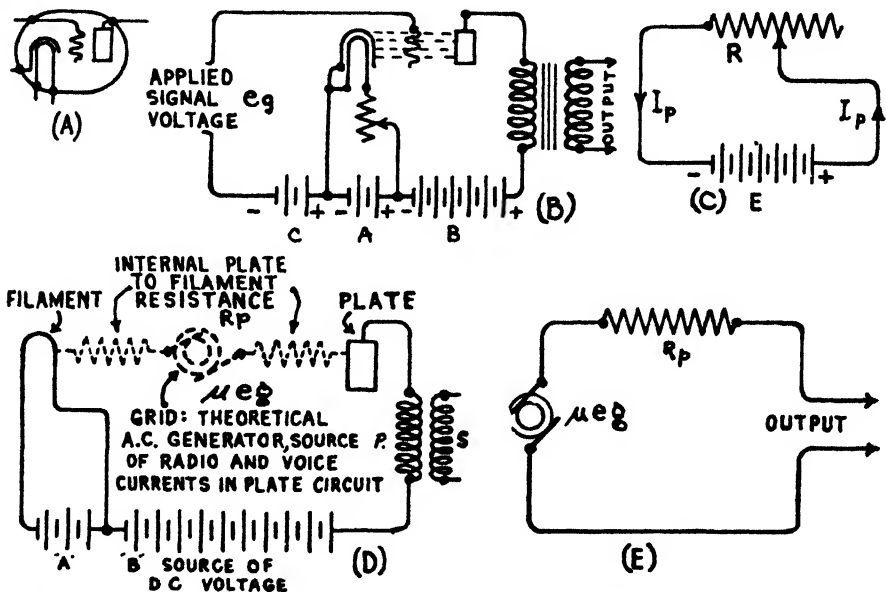 (A)
APPLIED
SIGNAL eg
VOLTAGE
OUTPUT
- + - + - +
C A B
(B)
R
Ip Ip
- +
(C) E
INTERNAL PLATE
TO FILAMENT
RESISTANCE
Rp
FILAMENT
PLATE
μeg
GRID: THEORETICAL
A.C. GENERATOR, SOURCE
OF RADIO AND VOICE
CURRENTS IN PLATE CIRCUIT
P. S
'A' 'B' SOURCE OF
D C VOLTAGE
(D)
Rp
μeg
OUTPUT
(E)